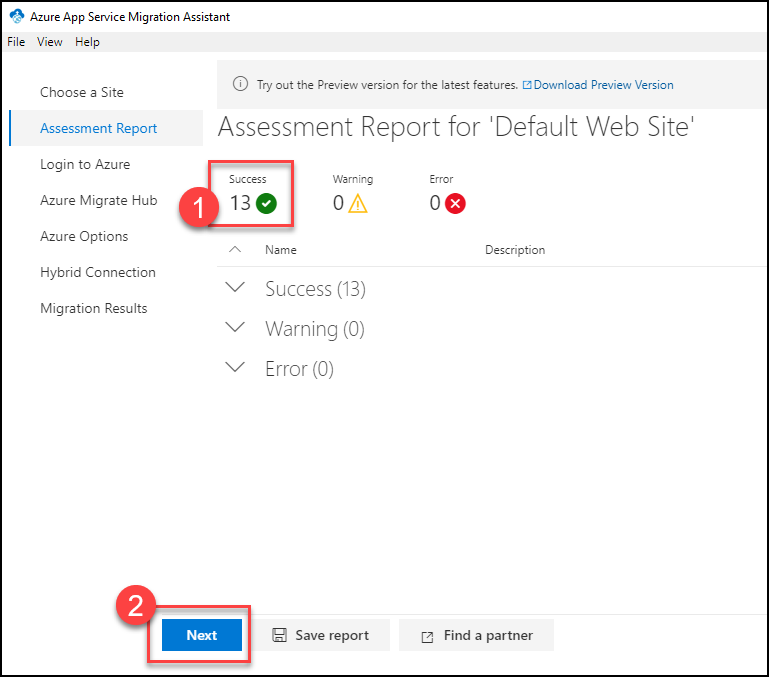 Azure App Service Migration Assistant
File View Help
Choose a Site
Assessment Report
Login to Azure
Azure Migrate Hub
Azure Options
Hybrid Connection
Migration Results
Try out the Preview version for the latest features. Download Preview Version
Assessment Report for 'Default Web Site'
Success Warning Error
1 13 0 0
Name Description
Success (13)
Warning (0)
Error (0)
2
Next Save report Find a partner